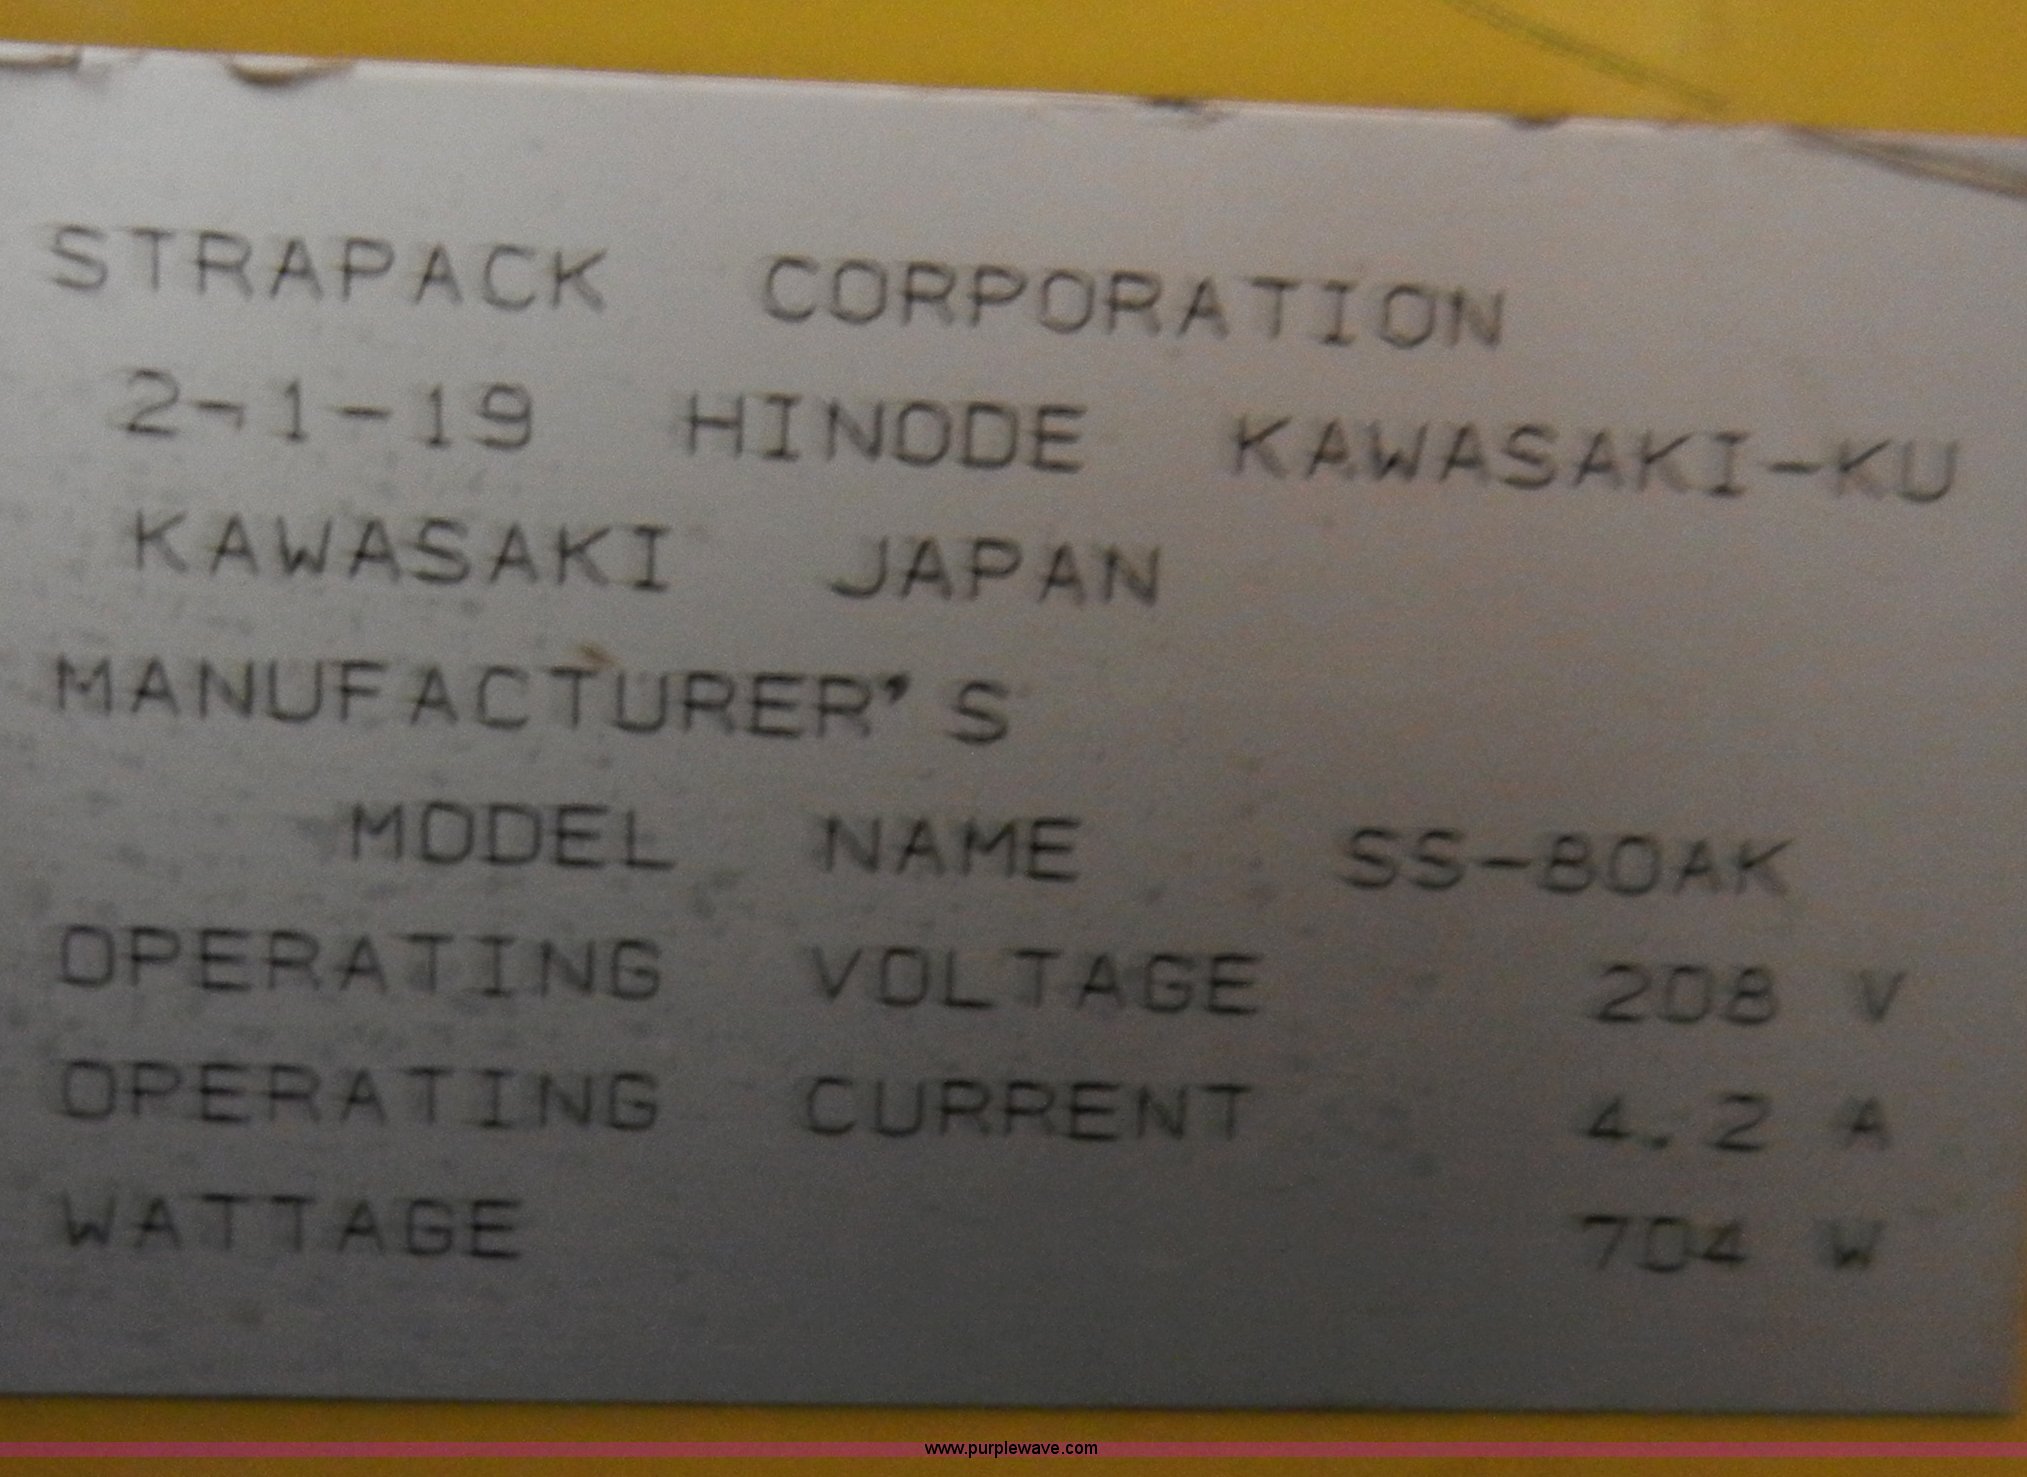 STRAPACK CORPORATION
2-1-19 HINODE KAWASAKI-KU
KAWASAKI JAPAN
MANUFACTURER'S
MODEL NAME SS-80AK
OPERATING VOLTAGE 208 V
OPERATING CURRENT 4.2 A
WATTAGE 704 W
www.purplewave.com